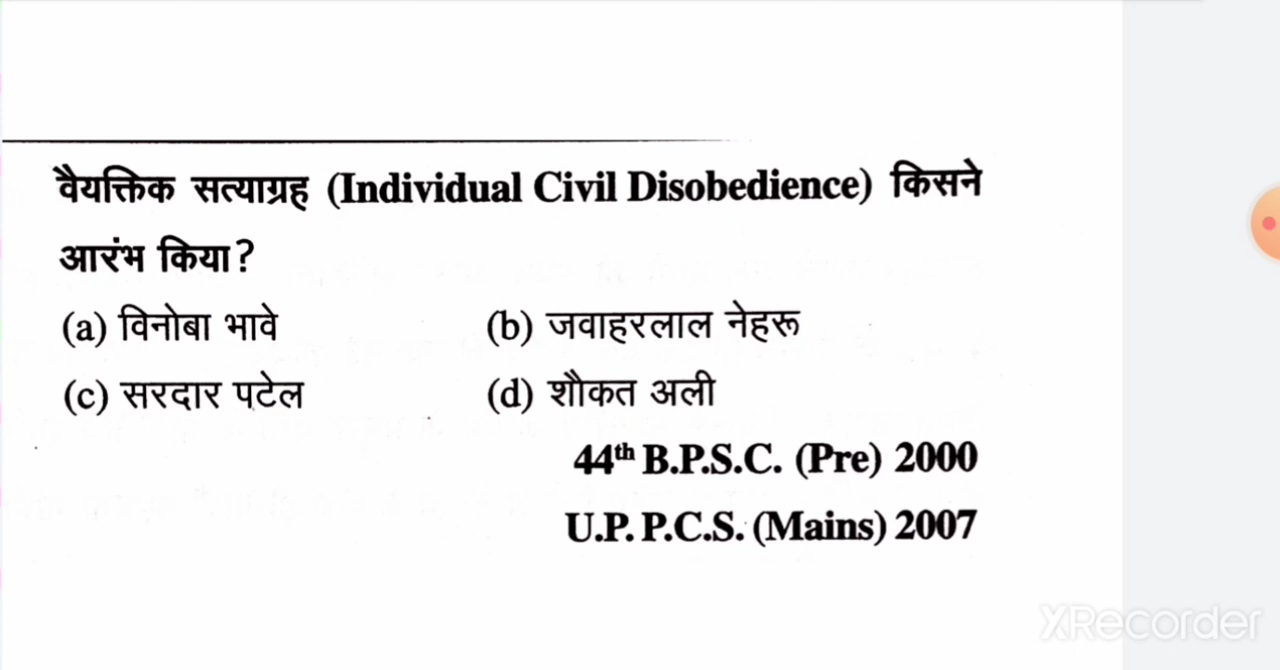 वैयक्तिक सत्याग्रह (Individual Civil Disobedience) किसने
आरंभ किया?
(a) विनोबा भावे (b) जवाहरलाल नेहरू
(c) सरदार पटेल (d) शौकत अली
44th B.P.S.C. (Pre) 2000
U.P. P.C.S. (Mains) 2007
XRecorder